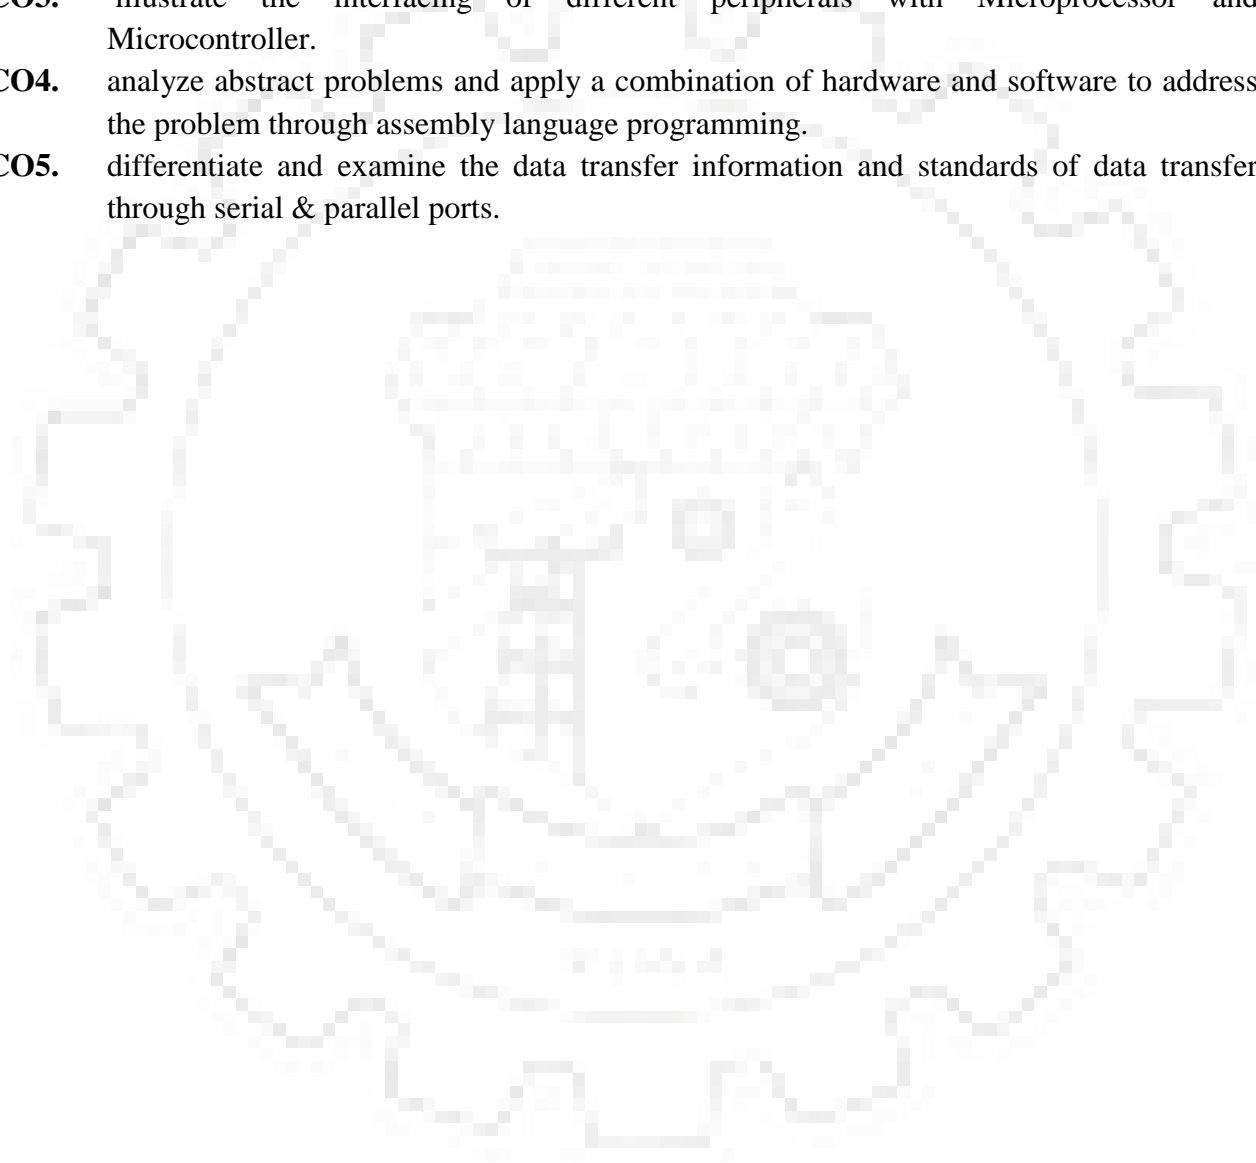 CO3. illustrate the interfacing of different peripherals with Microprocessor and
Microcontroller.
CO4. analyze abstract problems and apply a combination of hardware and software to address
the problem through assembly language programming.
CO5. differentiate and examine the data transfer information and standards of data transfer
through serial & parallel ports.